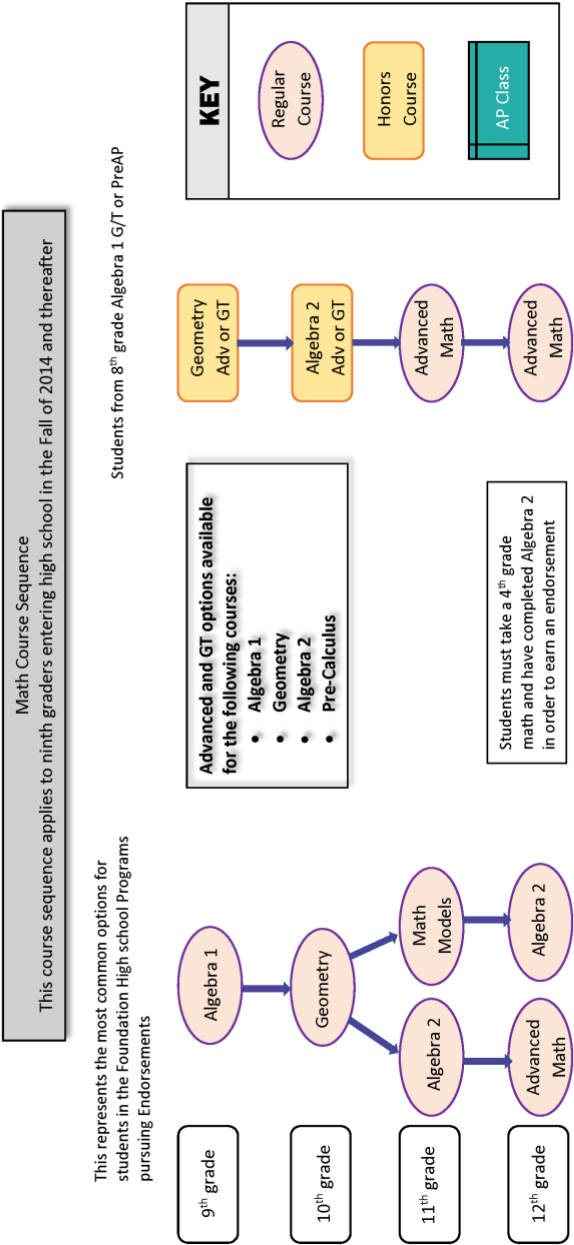 Math Course Sequence
This course sequence applies to ninth graders entering high school in the Fall of 2014 and thereafter
This represents the most common options for
students in the Foundation High school Programs
pursuing Endorsements
Students from 8th grade Algebra 1 G/T or PreAP
9th grade
Algebra 1
Geometry
Adv or GT
10th grade
Geometry
Algebra 2
Adv or GT
11th grade
Algebra 2
Math
Models
Advanced
Math
12th grade
Advanced
Math
Algebra 2
Advanced
Math
Advanced and GT options available
for the following courses:
• Algebra 1
• Geometry
• Algebra 2
• Pre-Calculus
Students must take a 4th grade
math and have completed Algebra 2
in order to earn an endorsement
KEY
Regular
Course
Honors
Course
AP Class